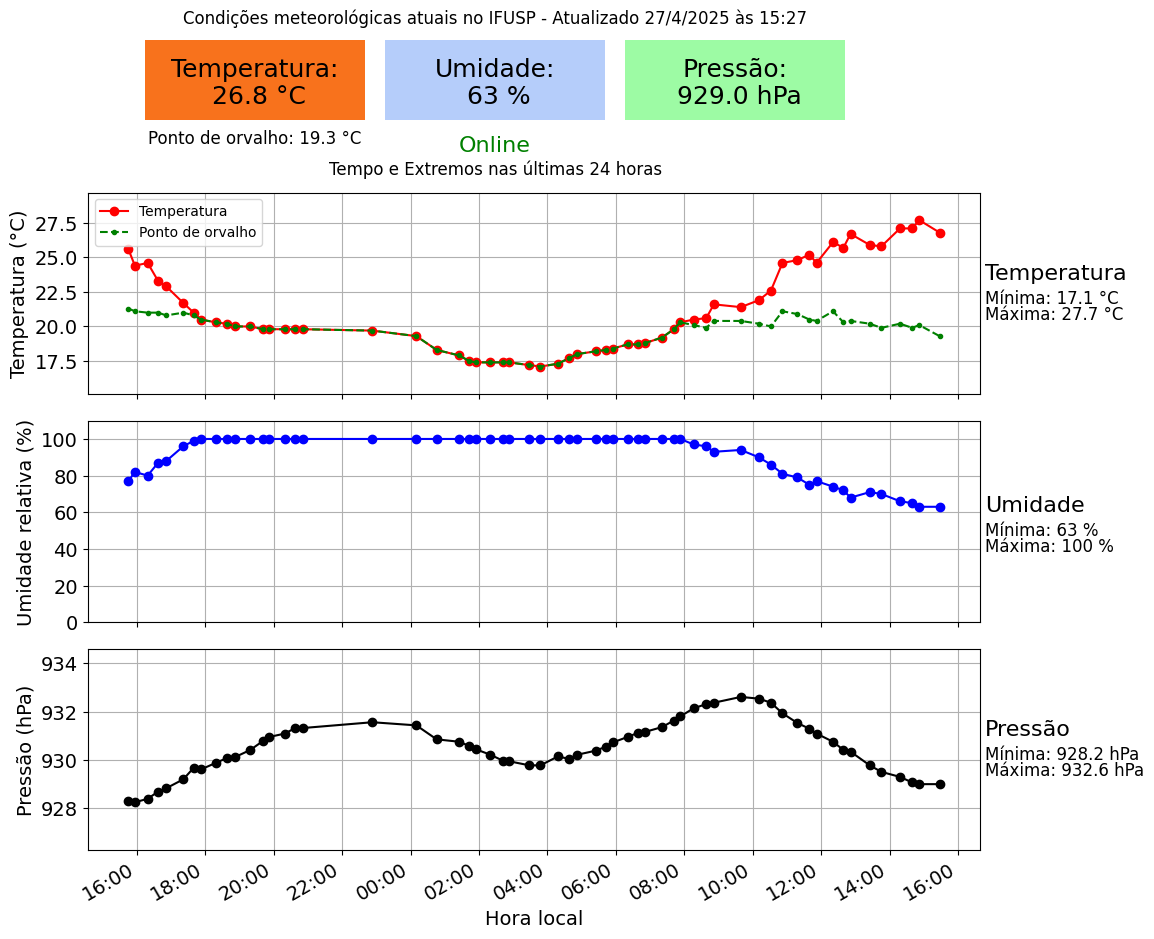 Condições meteorológicas atuais no IFUSP - Atualizado 27/4/2025 às 15:27
Temperatura:
26.8 °C
Umidade:
63 %
Pressão:
929.0 hPa
Ponto de orvalho: 19.3 °C
Online
Tempo e Extremos nas últimas 24 horas
Temperatura (°C)
27.5
25.0
22.5
20.0
17.5
Temperatura
Ponto de orvalho
Temperatura
Mínima: 17.1 °C
Máxima: 27.7 °C
Umidade relativa (%)
100
80
60
40
20
0
Umidade
Mínima: 63 %
Máxima: 100 %
Pressão (hPa)
934
932
930
928
Pressão
Mínima: 928.2 hPa
Máxima: 932.6 hPa
16:00 18:00 20:00 22:00 00:00 02:00 04:00 06:00 08:00 10:00 12:00 14:00 16:00
Hora local